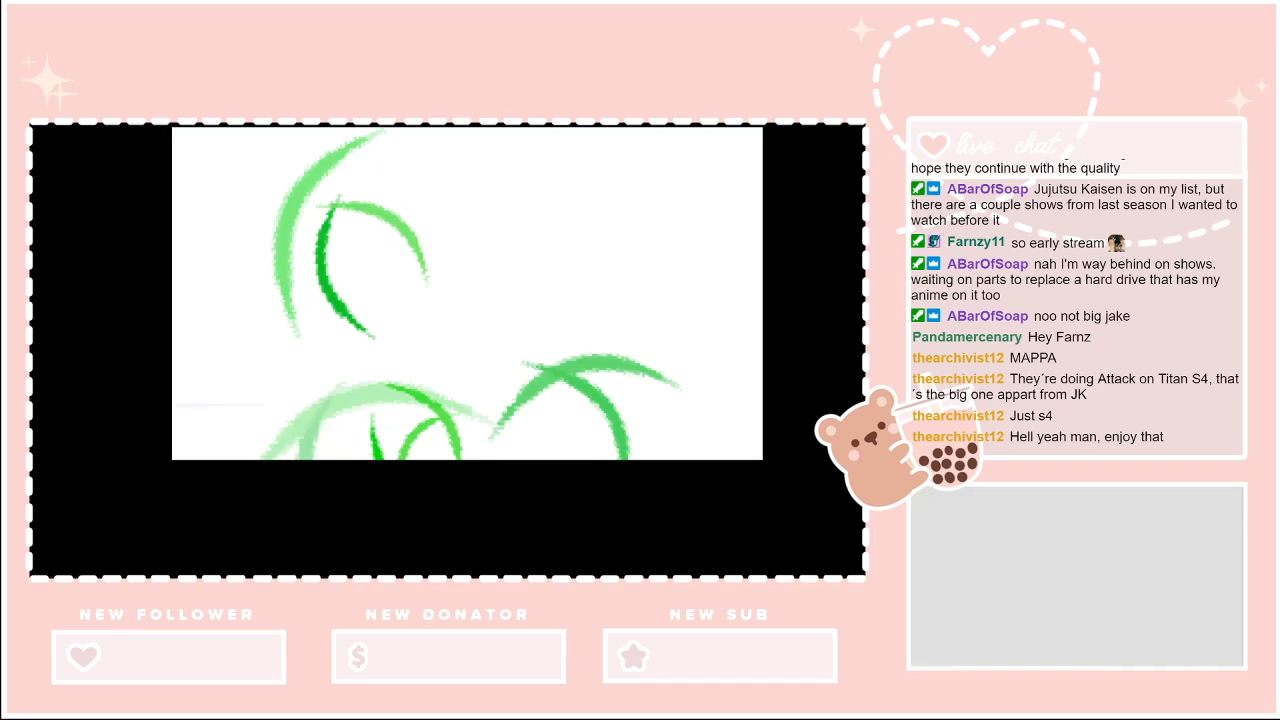 live chat
hope they continue with the quality
ABarOfSoap Jujutsu Kaisen is on my list, but
there are a couple shows from last season I wanted to
watch before it
Farnzy11 so early stream
ABarOfSoap nah I'm way behind on shows.
waiting on parts to replace a hard drive that has my
anime on it too
ABarOfSoap noo not big jake
Pandamercenary Hey Farnz
thearchivist12 MAPPA
thearchivist12 They´re doing Attack on Titan S4, that
´s the big one appart from JK
thearchivist12 Just s4
thearchivist12 Hell yeah man, enjoy that
NEW FOLLOWER
NEW DONATOR
NEW SUB
$